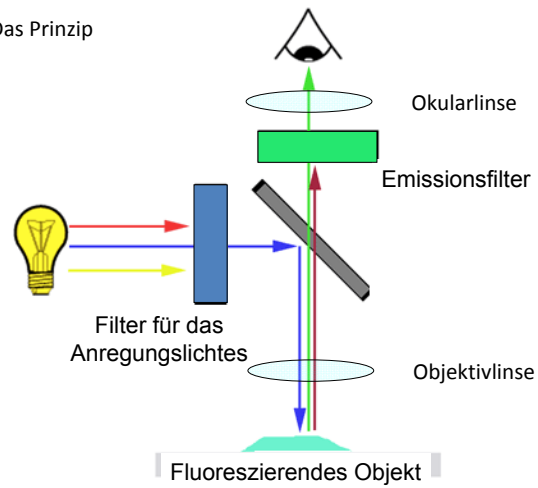 Das Prinzip
Okularlinse
Emissionsfilter
Filter für das
Anregungslichtes
Objektivlinse
Fluoreszierendes Objekt